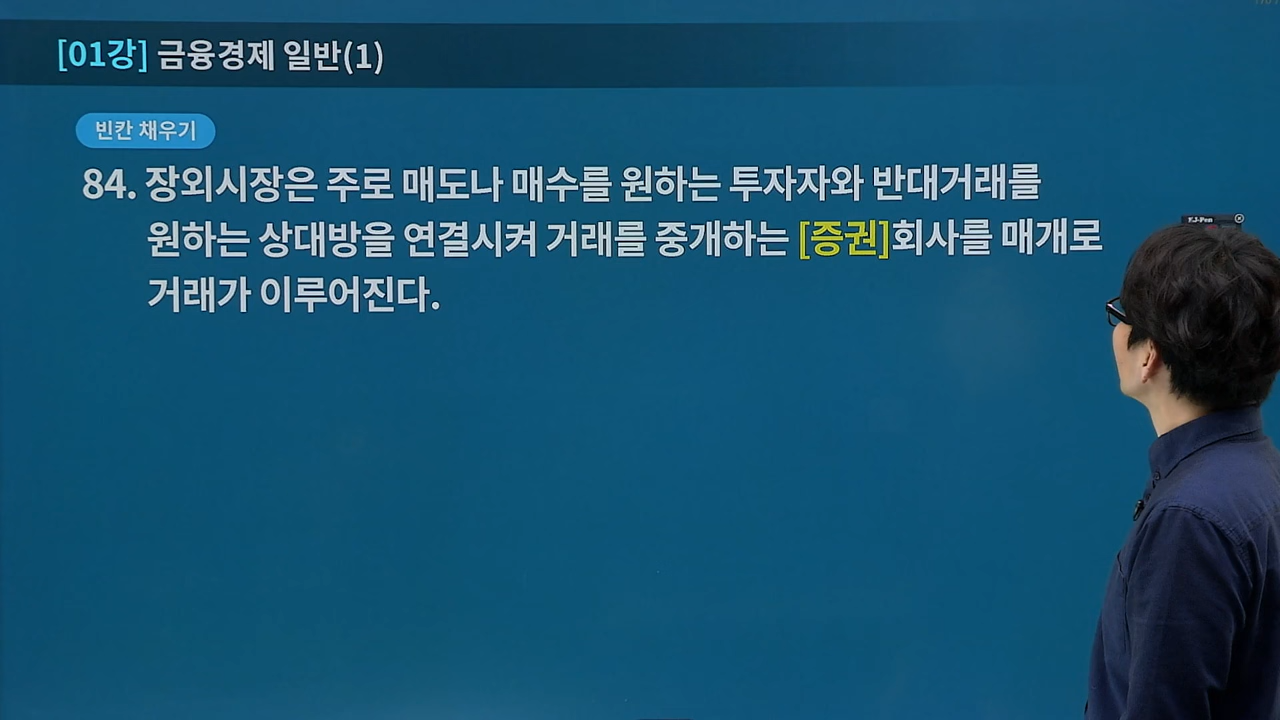 [01강] 금융경제 일반(1)
빈칸 채우기
84. 장외시장은 주로 매도나 매수를 원하는 투자자와 반대거래를
원하는 상대방을 연결시켜 거래를 중개하는 [증권]회사를 매개로
거래가 이루어진다.